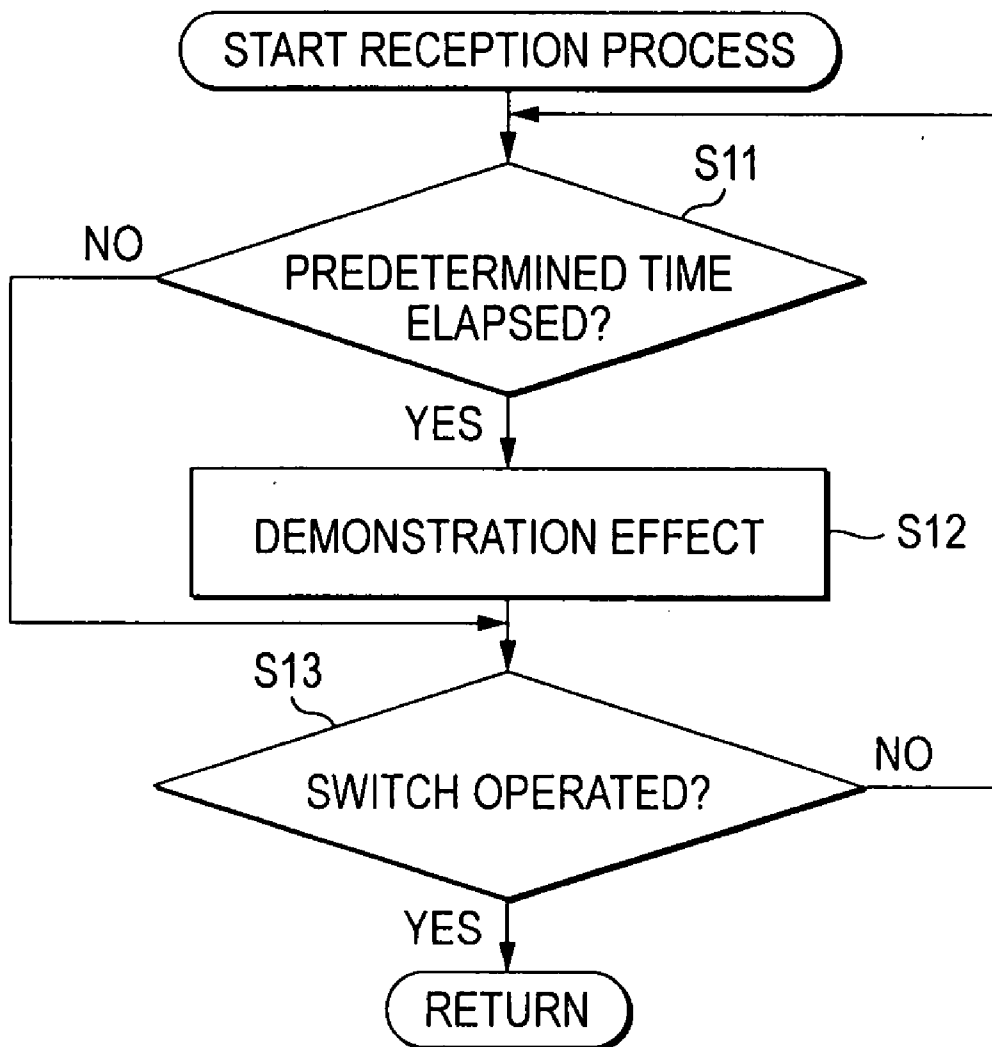 START RECEPTION PROCESS
S11
NO
PREDETERMINED TIME
ELAPSED?
YES
DEMONSTRATION EFFECT
S12
S13
SWITCH OPERATED?
NO
YES
RETURN